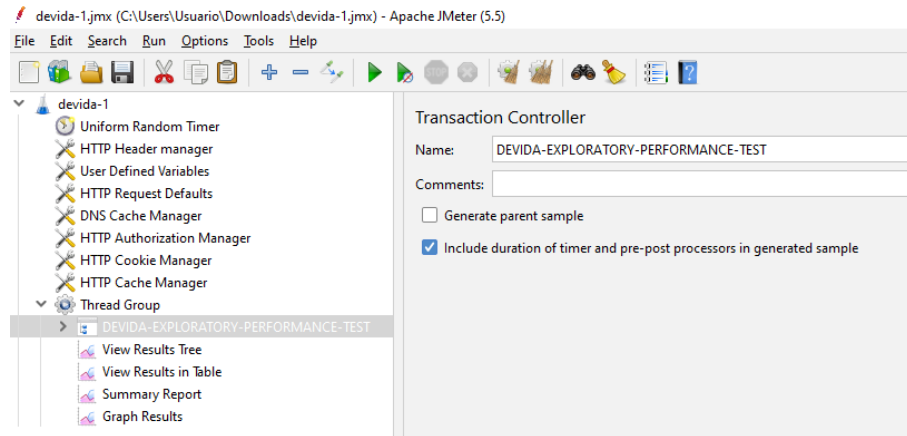 devida-1.jmx (C:\Users\Usuario\Downloads\devida-1.jmx) - Apache JMeter (5.5)
File Edit Search Run Options Tools Help
STOP
devida-1
Uniform Random Timer
HTTP Header manager
User Defined Variables
HTTP Request Defaults
DNS Cache Manager
HTTP Authorization Manager
HTTP Cookie Manager
HTTP Cache Manager
Thread Group
DEVIDA-EXPLORATORY-PERFORMANCE-TEST
View Results Tree
View Results in Table
Summary Report
Graph Results
Transaction Controller
Name: DEVIDA-EXPLORATORY-PERFORMANCE-TEST
Comments:
Generate parent sample
Include duration of timer and pre-post processors in generated sample